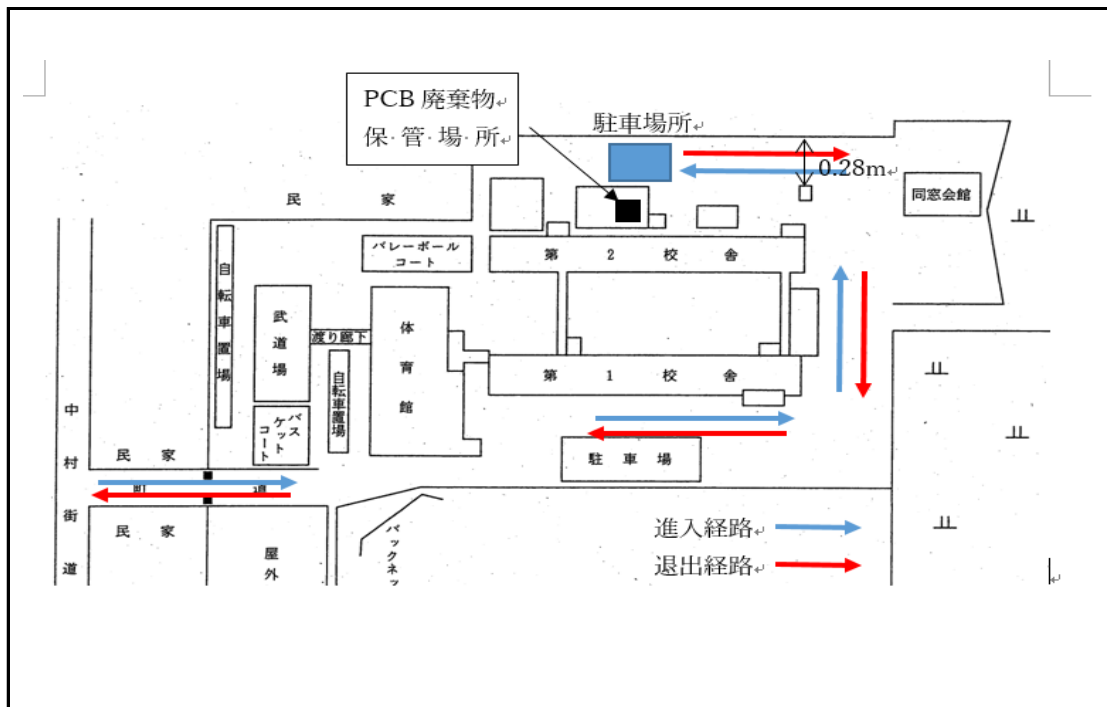 PCB 廃棄物
保·管·場·所
駐車場所
0.28m
同窓会館
民家
バレーボール
コート
第2校舎
自転車置場
武道場
渡り廊下
体育館
自転車置場
第1校舎
バスケットコート
駐車場
中村街道
民家
町道
民家
屋外
バックネッ
進入経路
退出経路